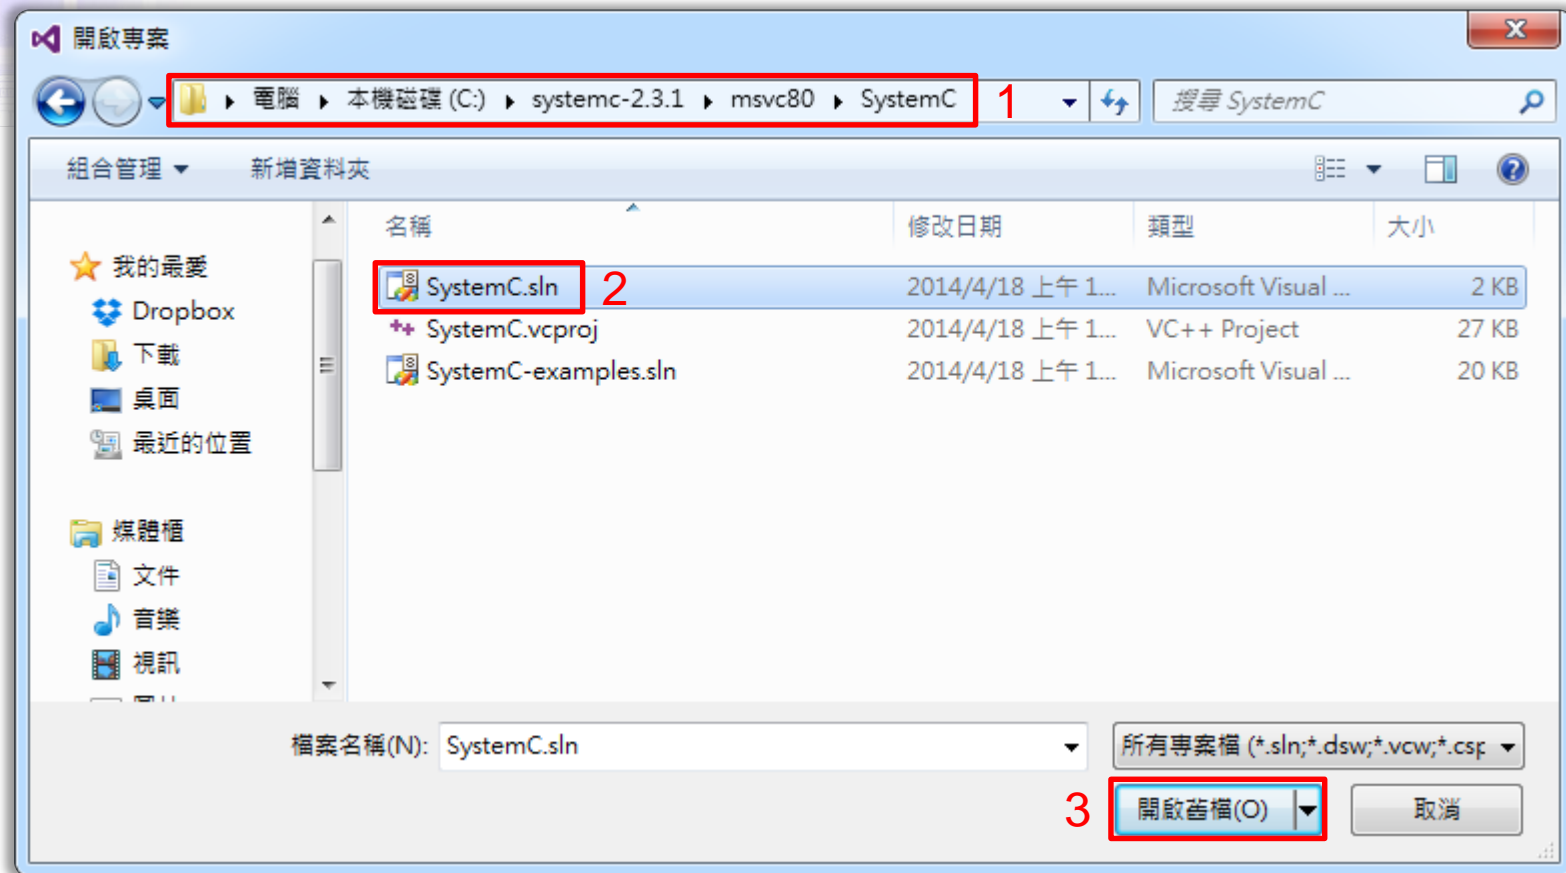 開啟專案
電腦 本機磁碟 (C:) systemc-2.3.1 msvc80 SystemC 1 搜尋 SystemC
組合管理 新增資料夾
名稱 修改日期 類型 大小
我的最愛
Dropbox
下載
桌面
最近的位置
媒體櫃
文件
音樂
視訊
SystemC.sln 2 2014/4/18 上午 1... Microsoft Visual ... 2 KB
SystemC.vcproj 2014/4/18 上午 1... VC++ Project 27 KB
SystemC-examples.sln 2014/4/18 上午 1... Microsoft Visual ... 20 KB
檔案名稱(N): SystemC.sln 所有專案檔 (*.sln;*.dsw;*.vcw;*.csp
3 開啟舊檔(O) 取消